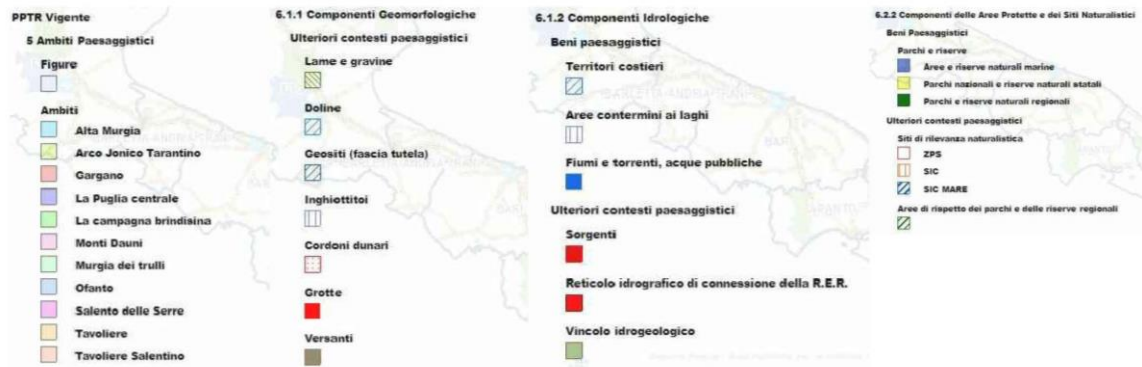 PPTR Vigente
5 Ambiti Paesaggistici
Figure
Ambiti
Alta Murgia
Arco Jonico Tarantino
Gargano
La Puglia centrale
La campagna brindisina
Monti Dauni
Murgia dei trulli
Ofanto
Salento delle Serre
Tavoliere
Tavoliere Salentino
6.1.1 Componenti Geomorfologiche
Ulteriori contesti paesaggistici
Lame e gravine
Doline
Geositi (fascia tutela)
Inghiottitoi
Cordoni dunari
Grotte
Versanti
6.1.2 Componenti Idrologiche
Beni paesaggistici
Territori costieri
Aree contermini ai laghi
Fiumi e torrenti, acque pubbliche
Ulteriori contesti paesaggistici
Sorgenti
Reticolo idrografico di connessione della R.E.R.
Vincolo idrogeologico
6.2.2 Componenti delle Aree Protette e dei Siti Naturalistici
Beni Paesaggistici
Parchi e riserve
Aree e riserve naturali marine
Parchi nazionali e riserve naturali statali
Parchi e riserve naturali regionali
Ulteriori contesti paesaggistici
Siti di rilevanza naturalistica
ZPS
SIC
SIC MARE
Aree di rispetto dei parchi e delle riserve regionali